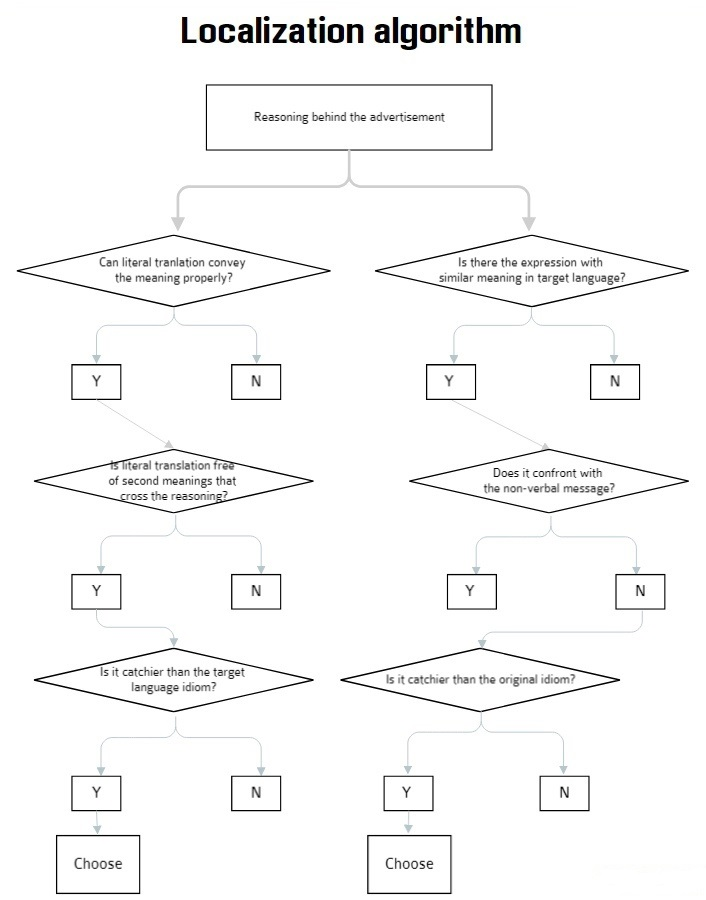 Localization algorithm
Reasoning behind the advertisement
Can literal tranlation convey
the meaning properly?
Is there the expression with
similar meaning in target language?
Y
N
Y
N
Is literal translation free
of second meanings that
cross the reasoning?
Does it confront with
the non-verbal message?
Y
N
Y
N
Is it catchier than the target
language idiom?
Is it catchier than the original idiom?
Y
N
Y
N
Choose
Choose